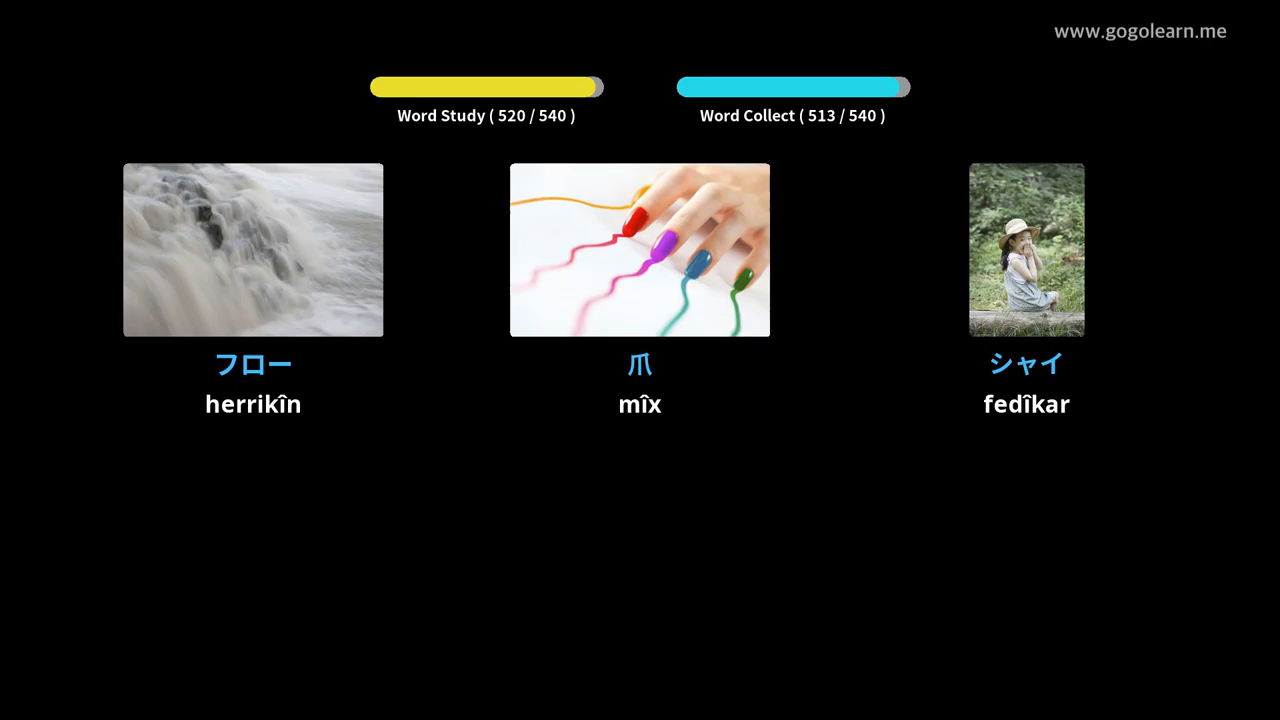 www.gogolearn.me
Word Study ( 520 / 540 )
Word Collect ( 513 / 540 )
フロー
爪
シャイ
herrikîn
mîx
fedîkar